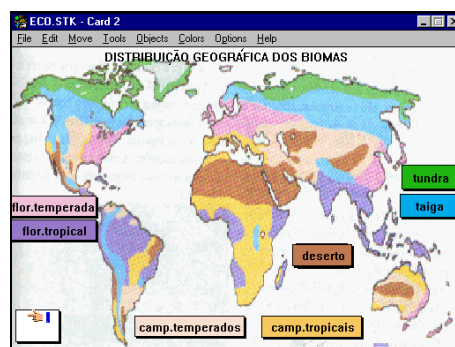 ECO.STK - Card 2
File Edit Move Tools Objects Colors Options Help
DISTRIBUIÇÃO GEOGRÁFICA DOS BIOMAS
tundra
flor.temperada
taiga
flor.tropical
deserto
camp.temperados
camp.tropicais